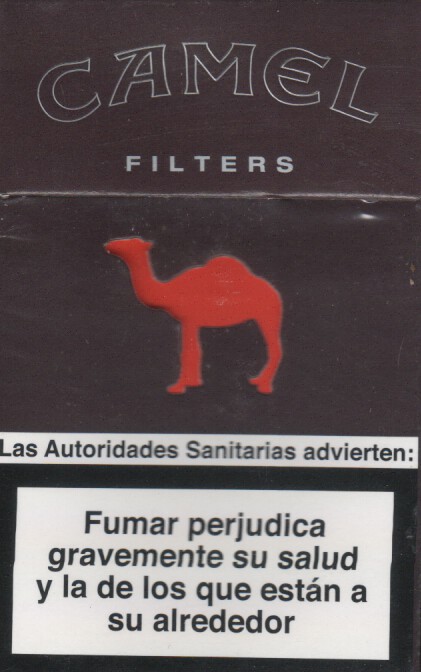 CAMEL
FILTERS
Las Autoridades Sanitarias advierten:
Fumar perjudica
gravemente su salud
y la de los que están a
su alrededor